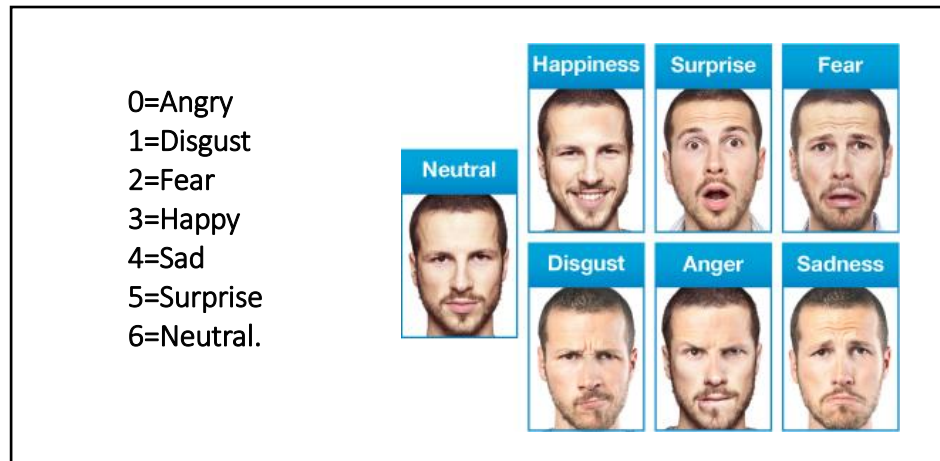 0=Angry
1=Disgust
2=Fear
3=Happy
4=Sad
5=Surprise
6=Neutral.
Neutral
Happiness Surprise Fear
Disgust Anger Sadness